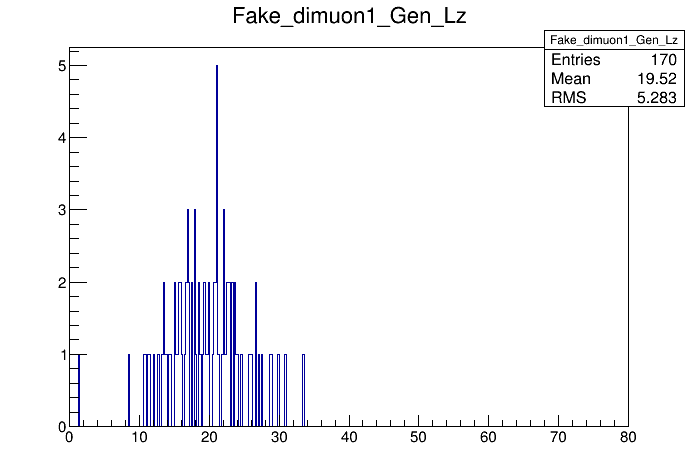 Fake_dimuon1_Gen_Lz
Fake_dimuon1_Gen_Lz
Entries 170
Mean 19.52
RMS 5.283
5
4
3
2
1
0
0 10 20 30 40 50 60 70 80